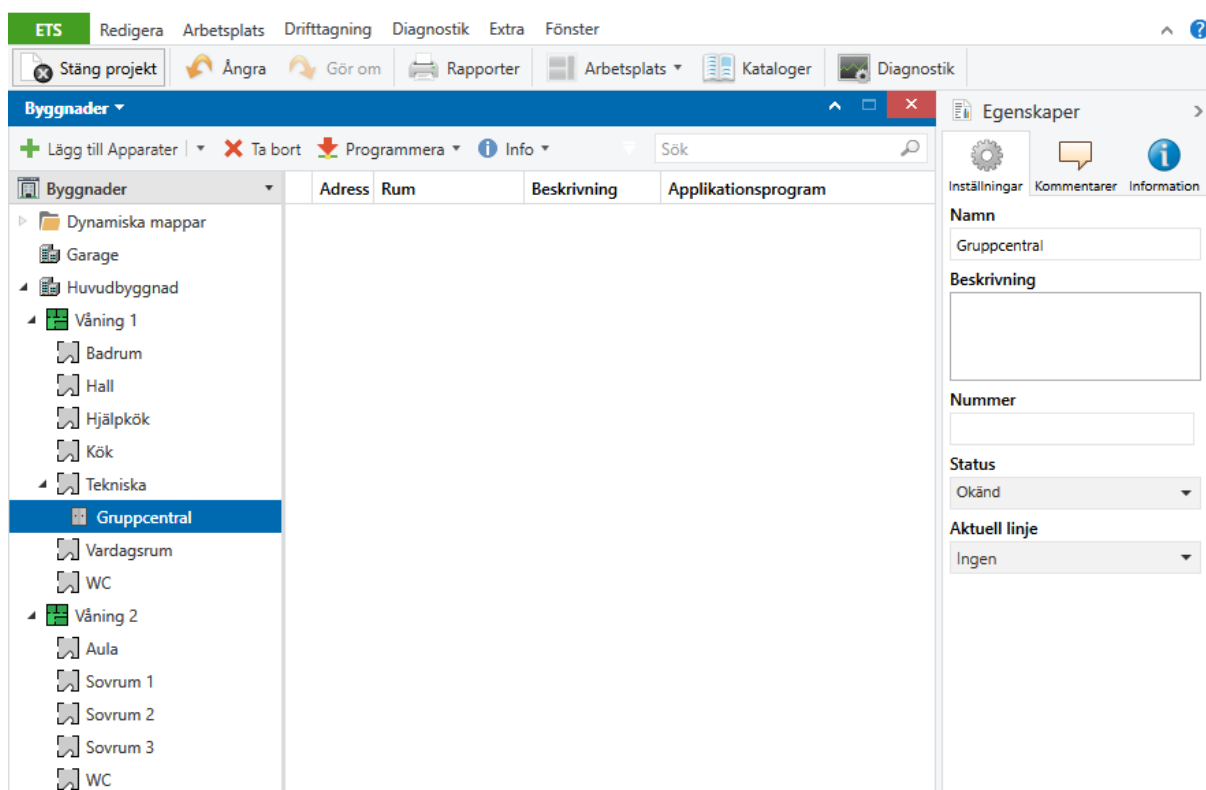 ETS Redigera Arbetsplats Drifttagning Diagnostik Extra Fönster
Stäng projekt Ångra Gör om Rapporter Arbetsplats Kataloger Diagnostik
Byggnader
Lägg till Apparater Ta bort Programmera Info Sök
Byggnader Adress Rum Beskrivning Applikationsprogram
Dynamiska mappar
Garage
Huvudbyggnad
Våning 1
Badrum
Hall
Hjälpkök
Kök
Tekniska
Gruppcentral
Vardagsrum
WC
Våning 2
Aula
Sovrum 1
Sovrum 2
Sovrum 3
WC
Egenskaper
Inställningar Kommentarer Information
Namn
Gruppcentral
Beskrivning
Nummer
Status
Okänd
Aktuell linje
Ingen